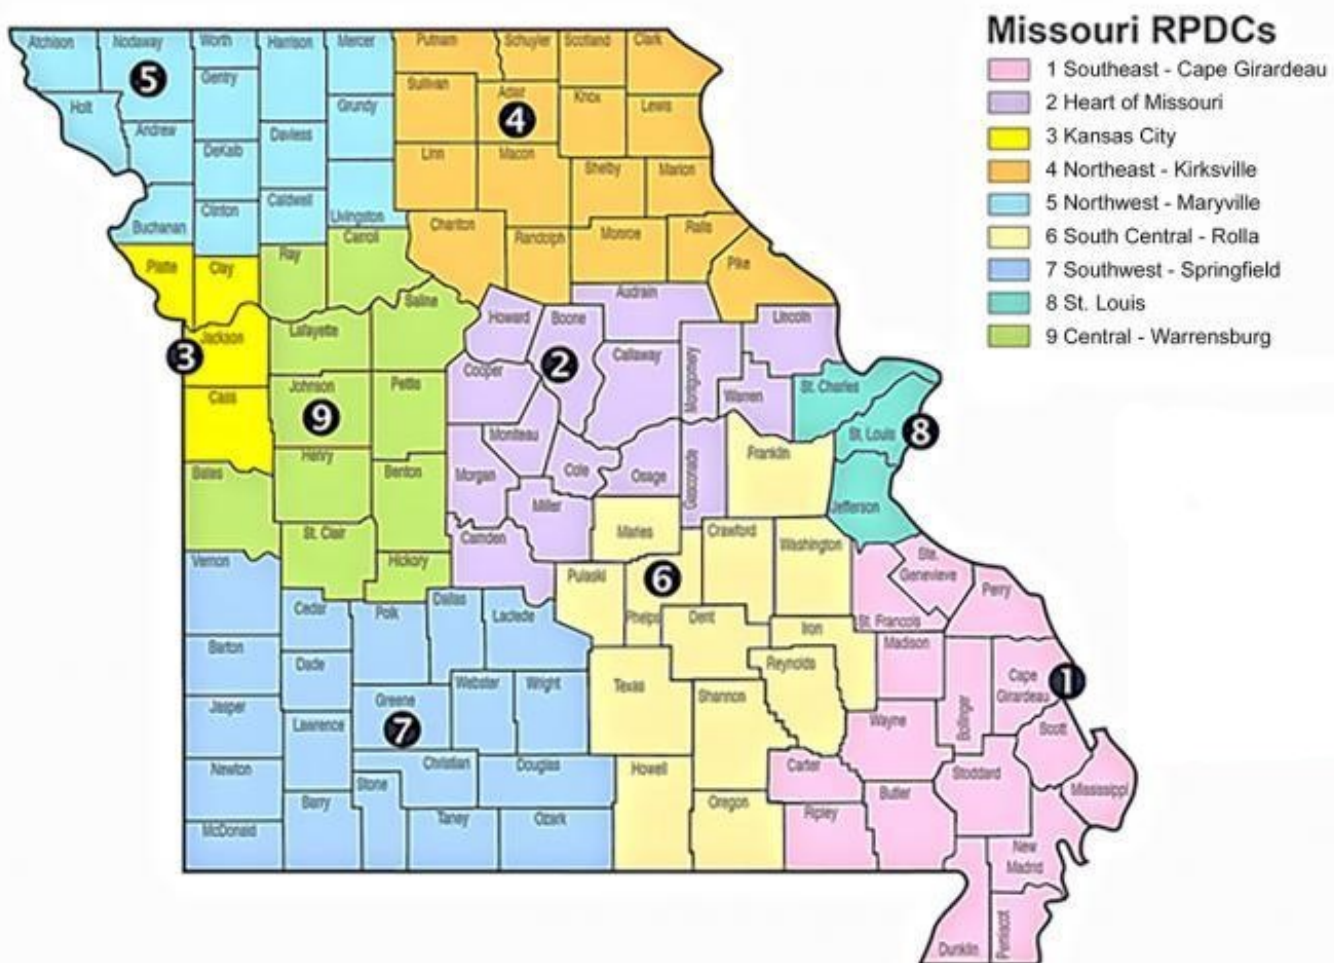 Missouri RPDCs
1 Southeast - Cape Girardeau
2 Heart of Missouri
3 Kansas City
4 Northeast - Kirksville
5 Northwest - Maryville
6 South Central - Rolla
7 Southwest - Springfield
8 St. Louis
9 Central - Warrensburg
Atchison
Nodaway
Worth
Harrison
Mercer
Putnam
Schuyler
Scotland
Clark
5
Gentry
Sullivan
Adair
Knox
Lewis
Holt
Grundy
4
Andrew
DeKalb
Daviess
Linn
Macon
Shelby
Marion
Buchanan
Clinton
Caldwell
Livingston
Chariton
Randolph
Monroe
Ralls
Platte
Clay
Ray
Carroll
Pike
Saline
Howard
Boone
Audrain
Lincoln
3
Jackson
Lafayette
Cooper
2
Callaway
Montgomery
Warren
St. Charles
Cass
Johnson
9
Pettis
Moniteau
St. Louis
8
Bates
Henry
Benton
Morgan
Cole
Osage
Gasconade
Franklin
Jefferson
Miller
St. Clair
Camden
Maries
Crawford
Washington
Ste.
Genevieve
Vernon
Hickory
Pulaski
6
Phelps
Perry
Cedar
Polk
Dallas
Laclede
Dent
Iron
St. Francois
Barton
Dade
Madison
Texas
Reynolds
Cape
Girardeau
1
Jasper
Greene
7
Webster
Wright
Shannon
Wayne
Bollinger
Scott
Lawrence
Newton
Christian
Douglas
Howell
Carter
Stoddard
Mississippi
Stone
Barry
Oregon
Butler
McDonald
Taney
Ozark
Ripley
New
Madrid
Dunklin
Pemiscot